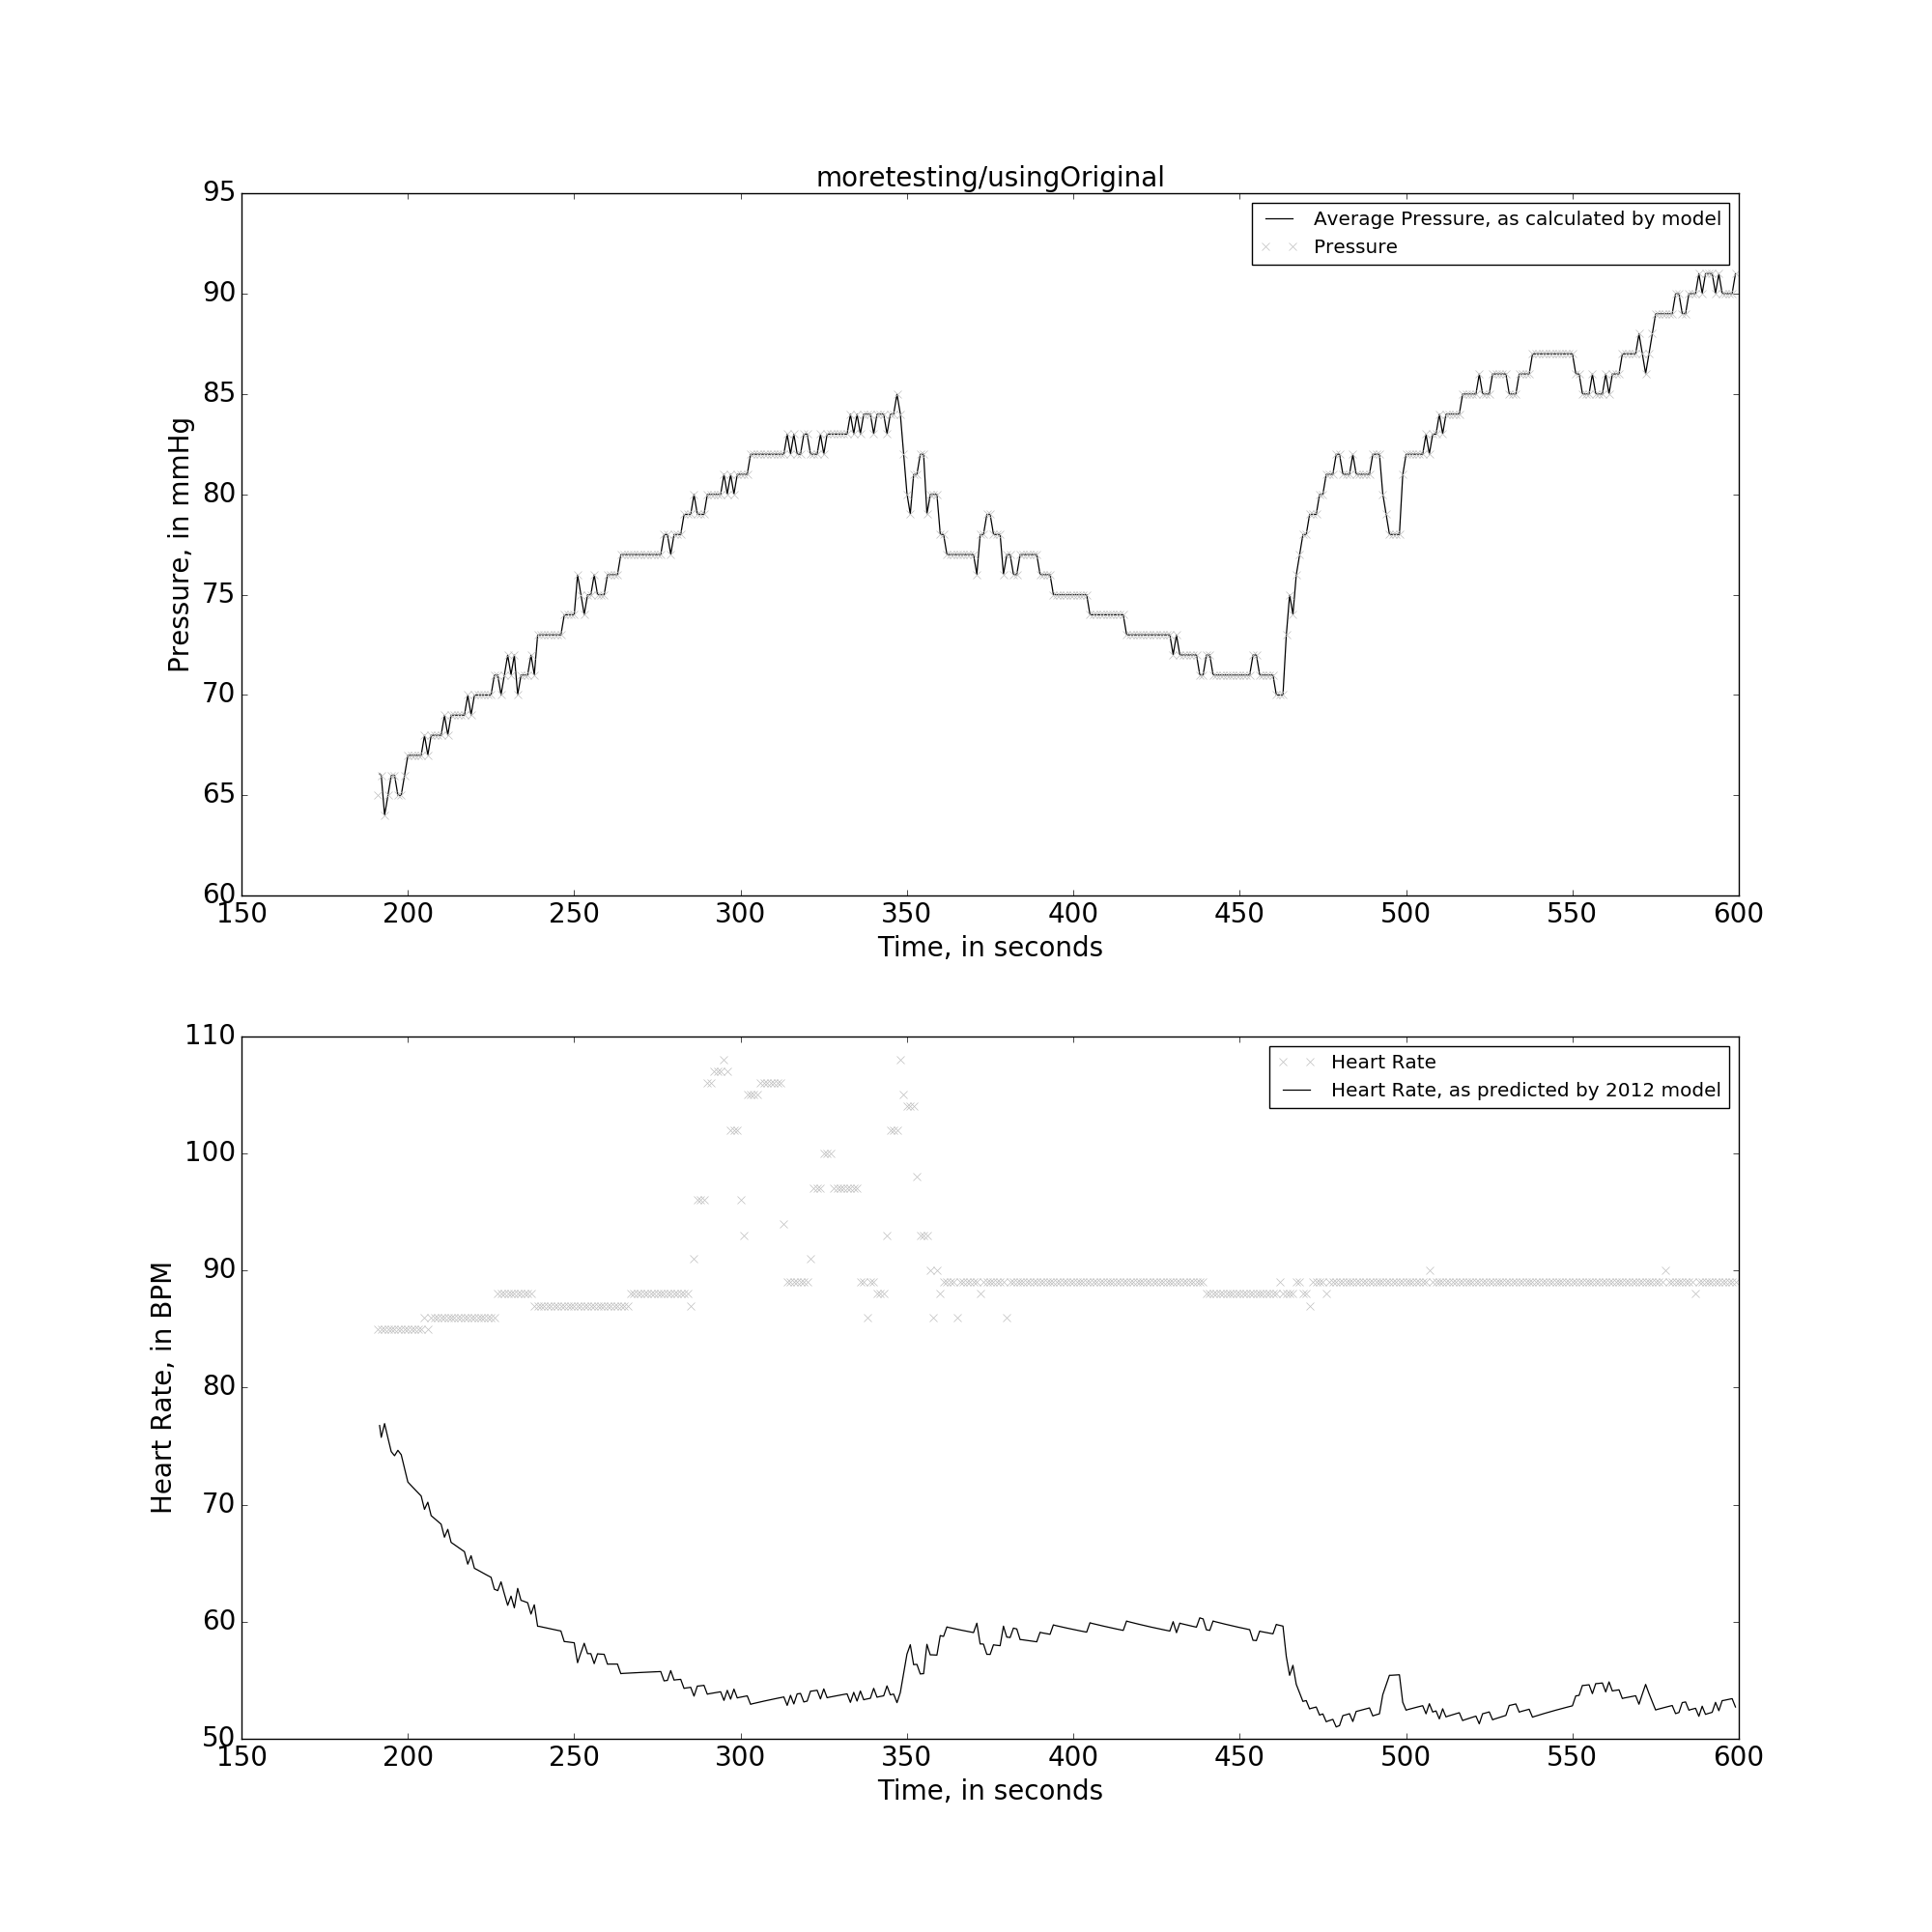 moretesting/usingOriginal
95
90
85
80
75
70
65
60
Pressure, in mmHg
Average Pressure, as calculated by model
Pressure
150 200 250 300 350 400 450 500 550 600
Time, in seconds
110
100
90
80
70
60
50
Heart Rate, in BPM
Heart Rate
Heart Rate, as predicted by 2012 model
150 200 250 300 350 400 450 500 550 600
Time, in seconds